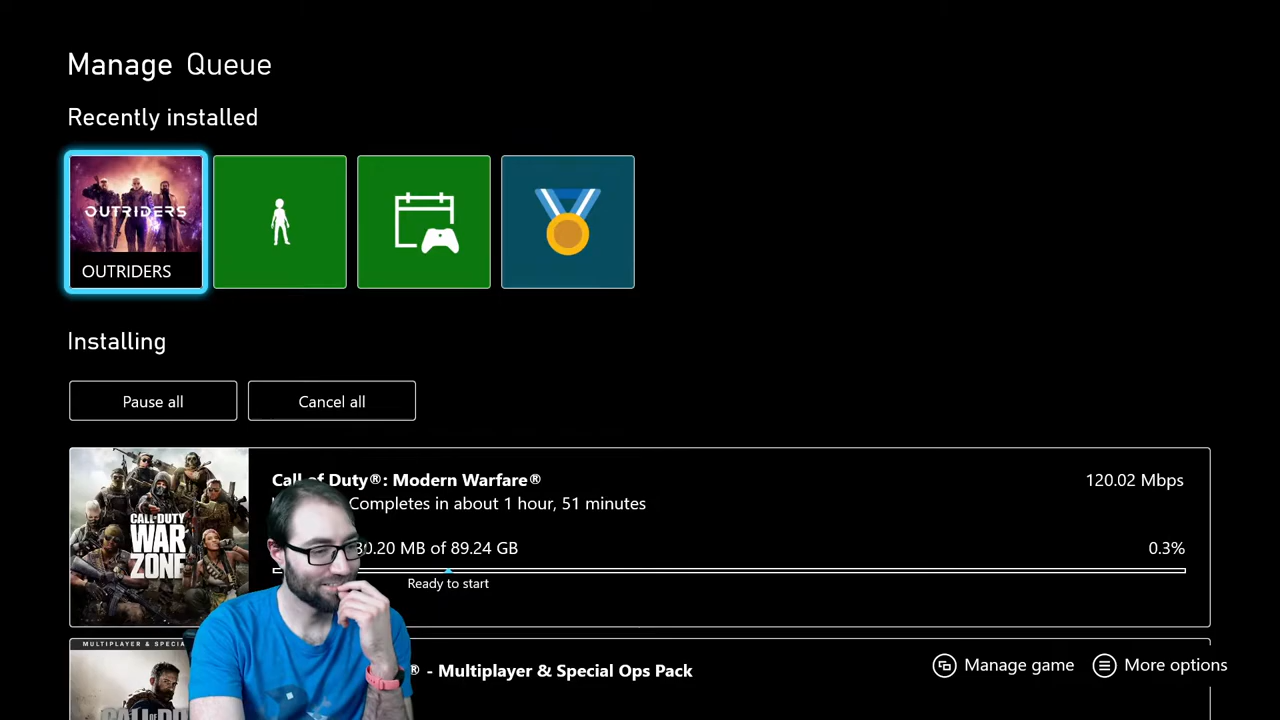 Manage Queue
Recently installed
OUTRIDERS
OUTRIDERS
Installing
Pause all
Cancel all
CALL OF DUTY
WAR
ZONE
Call of Duty®: Modern Warfare®
120.02 Mbps
Completes in about 1 hour, 51 minutes
MB of 89.24 GB
0.3%
Ready to start
MULTIPLAYER &
® - Multiplayer & Special Ops Pack
Manage game
More options